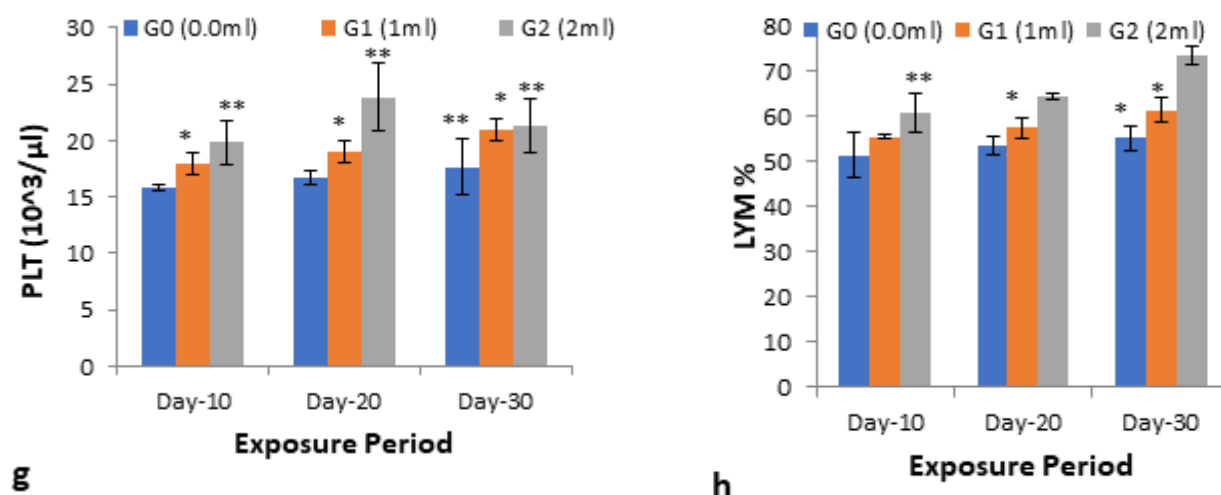 G0 (0.0ml) G1 (1ml) G2 (2ml)
30
25
20
15
10
5
0
PLT (10^3/µl)
* ** * ** ** * **
Day-10 Day-20 Day-30
Exposure Period
g
G0 (0.0ml) G1 (1ml) G2 (2ml)
80
70
60
50
40
30
20
10
0
LYM %
** * * *
Day-10 Day-20 Day-30
Exposure Period
h